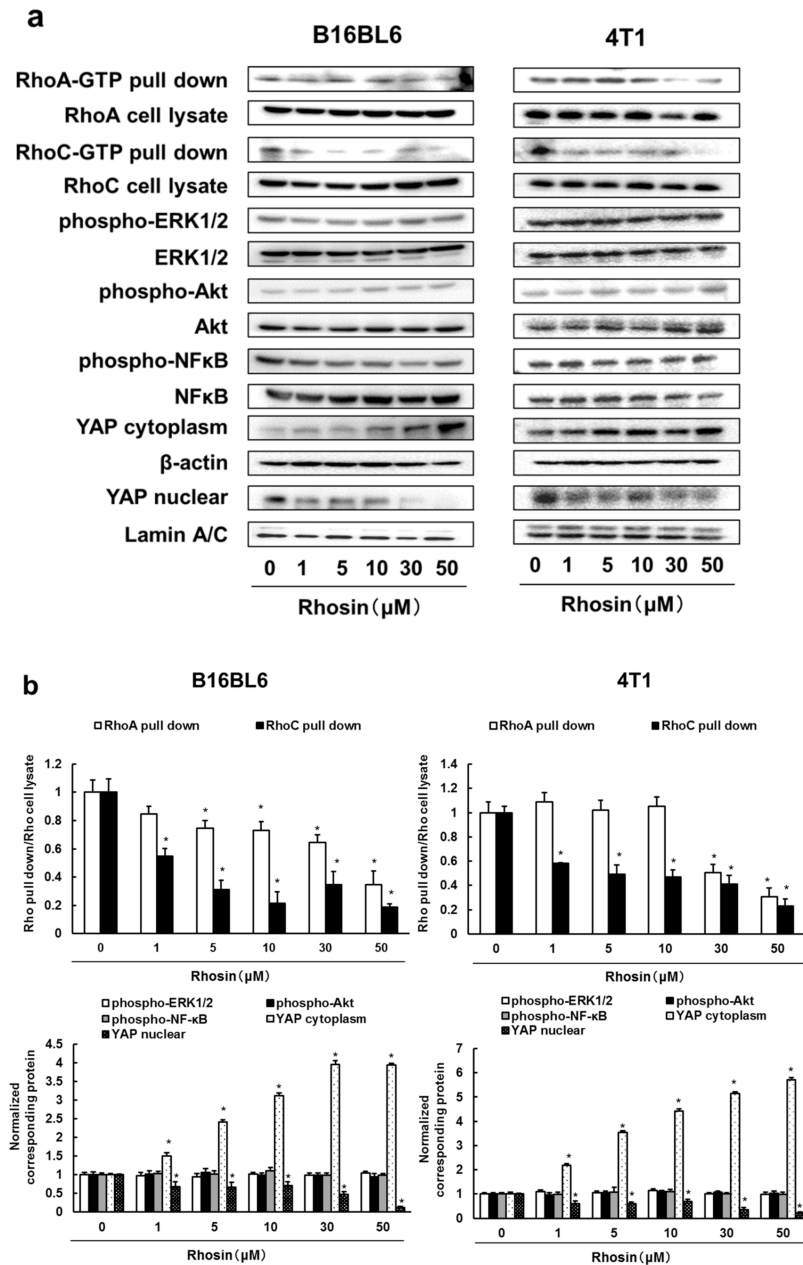 a
B16BL6 4T1
RhoA-GTP pull down
RhoA cell lysate
RhoC-GTP pull down
RhoC cell lysate
phospho-ERK1/2
ERK1/2
phospho-Akt
Akt
phospho-NFκB
NFκB
YAP cytoplasm
β-actin
YAP nuclear
Lamin A/C
0 1 5 10 30 50 0 1 5 10 30 50
Rhosin(μM) Rhosin(μM)
b
B16BL6
RhoA pull down RhoC pull down
Rho pull down/Rho cell lysate
1.2
1
0.8
0.6
0.4
0.2
0
* * * * * * * * *
0 1 5 10 30 50
Rhosin(μM)
4T1
RhoA pull down RhoC pull down
Rho pull down/Rho cell lysate
1.4
1.2
1
0.8
0.6
0.4
0.2
0
* * * * * * *
0 1 5 10 30 50
Rhosin(μM)
phospho-ERK1/2 phospho-Akt
phospho-NF-κB YAP cytoplasm
YAP nuclear
Normalized
corresponding protein
4.5
4
3.5
3
2.5
2
1.5
1
0.5
0
* * * * * * * * * *
0 1 5 10 30 50
Rhosin(μM)
phospho-ERK1/2 phospho-Akt
phospho-NF-κB YAP cytoplasm
YAP nuclear
Normalized
corresponding protein
7
6
5
4
3
2
1
0
* * * * * * * * * *
0 1 5 10 30 50
Rhosin(μM)